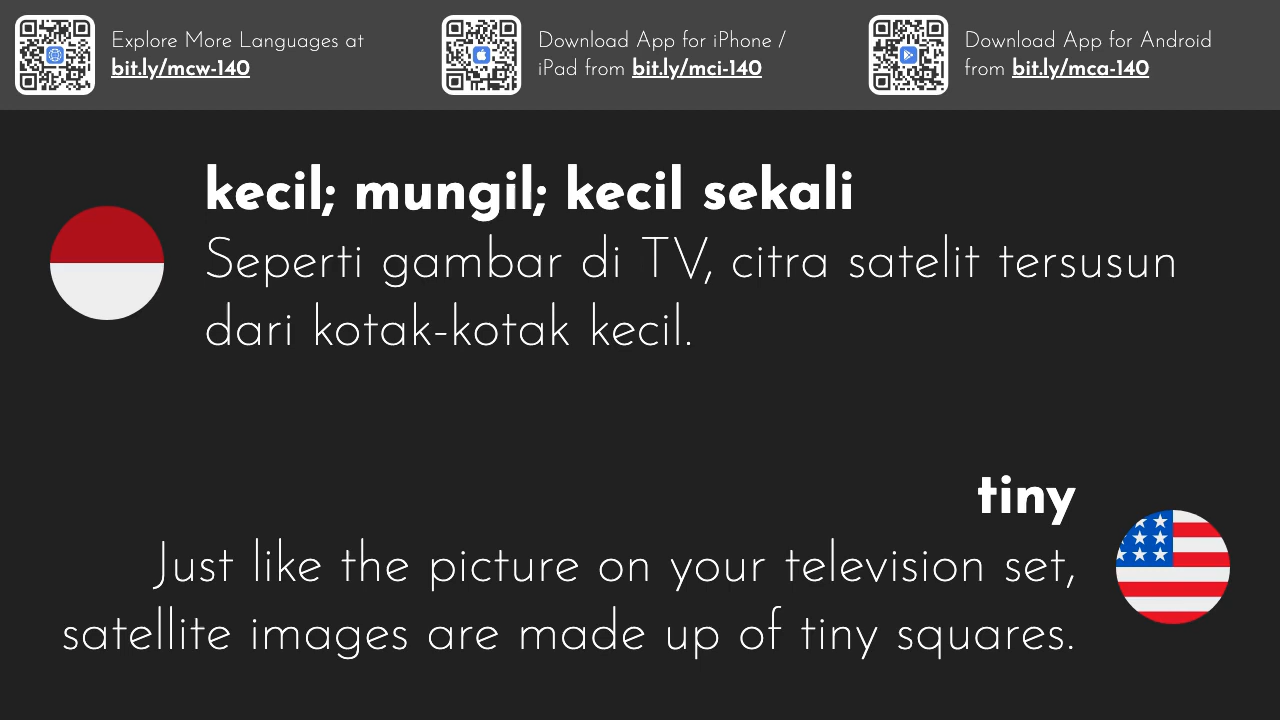 Explore More Languages at
bit.ly/mcw-140
Download App for iPhone /
iPad from bit.ly/mci-140
Download App for Android
from bit.ly/mca-140
kecil; mungil; kecil sekali
Seperti gambar di TV, citra satelit tersusun
dari kotak-kotak kecil.
tiny
Just like the picture on your television set,
satellite images are made up of tiny squares.